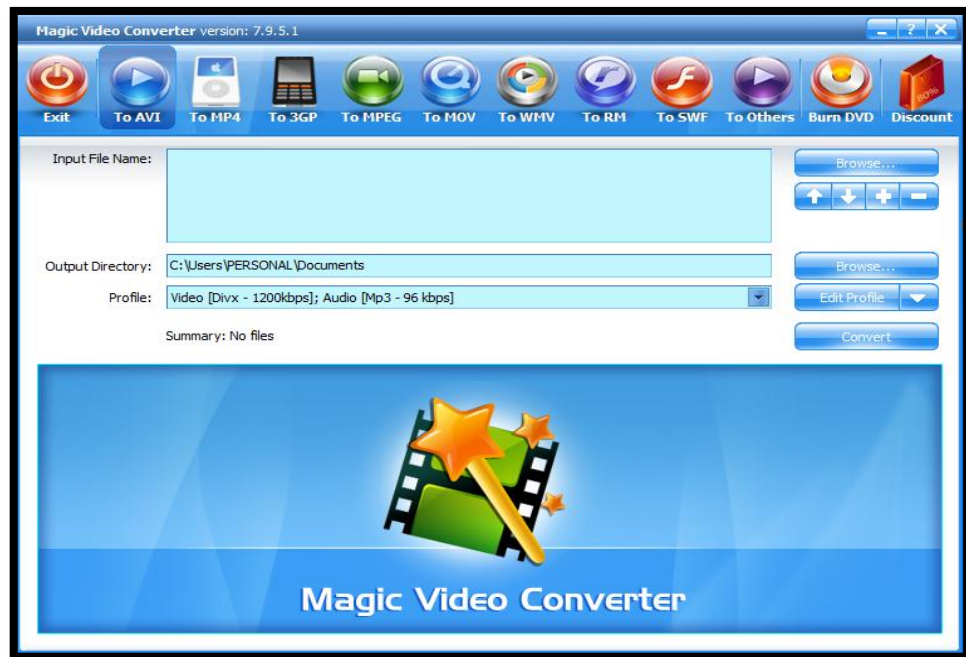 Magic Video Converter version: 7.9.5.1
?
X
Exit
To AVI
To MP4
To 3GP
To MPEG
To MOV
To WMV
To RM
To SWF
To Others
Burn DVD
Discount
80%
Input File Name:
Browse...
Output Directory:
C:\Users\PERSONAL\Documents
Browse...
Profile:
Video [Divx - 1200kbps]; Audio [Mp3 - 96 kbps]
Edit Profile
Summary: No files
Convert
Magic Video Converter